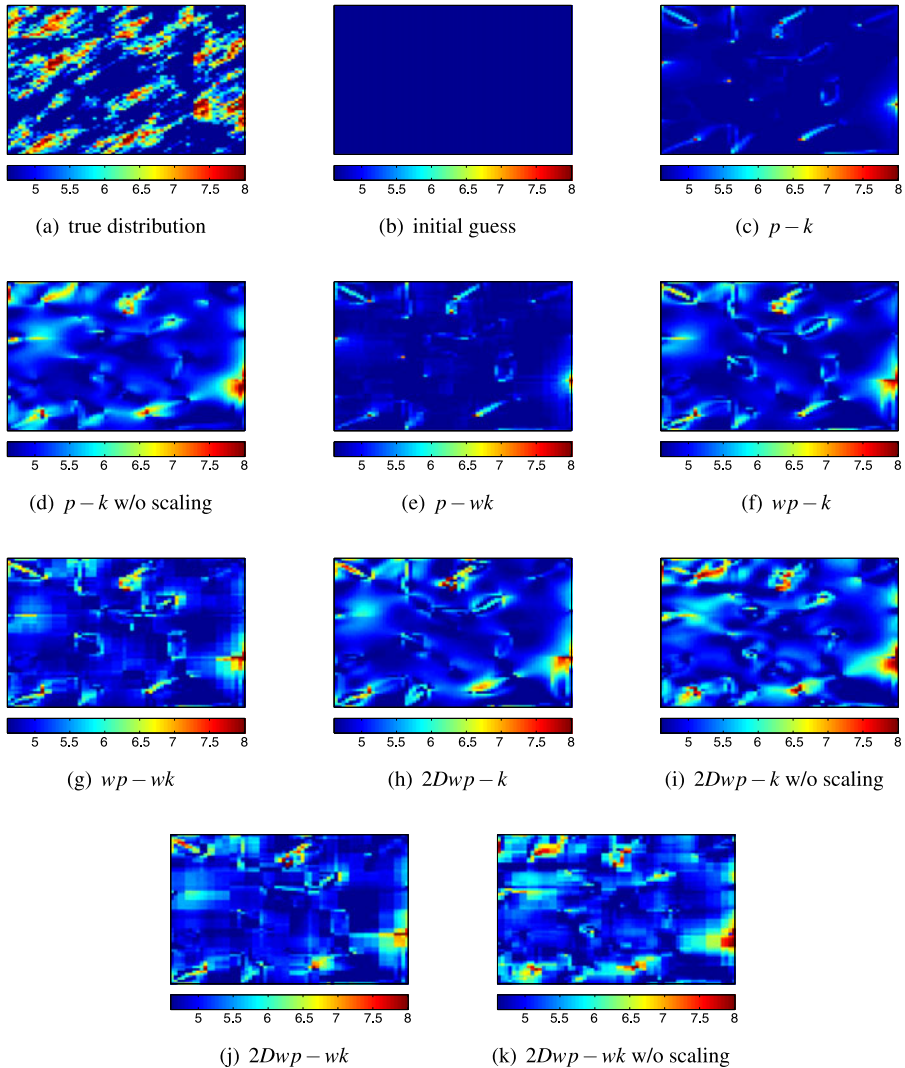 5 5.5 6 6.5 7 7.5 8 5 5.5 6 6.5 7 7.5 8 5 5.5 6 6.5 7 7.5 8
(a) true distribution (b) initial guess (c) p − k
5 5.5 6 6.5 7 7.5 8 5 5.5 6 6.5 7 7.5 8 5 5.5 6 6.5 7 7.5 8
(d) p − k w/o scaling (e) p − wk (f) wp − k
5 5.5 6 6.5 7 7.5 8 5 5.5 6 6.5 7 7.5 8 5 5.5 6 6.5 7 7.5 8
(g) wp − wk (h) 2Dwp − k (i) 2Dwp − k w/o scaling
5 5.5 6 6.5 7 7.5 8 5 5.5 6 6.5 7 7.5 8
(j) 2Dwp − wk (k) 2Dwp − wk w/o scaling